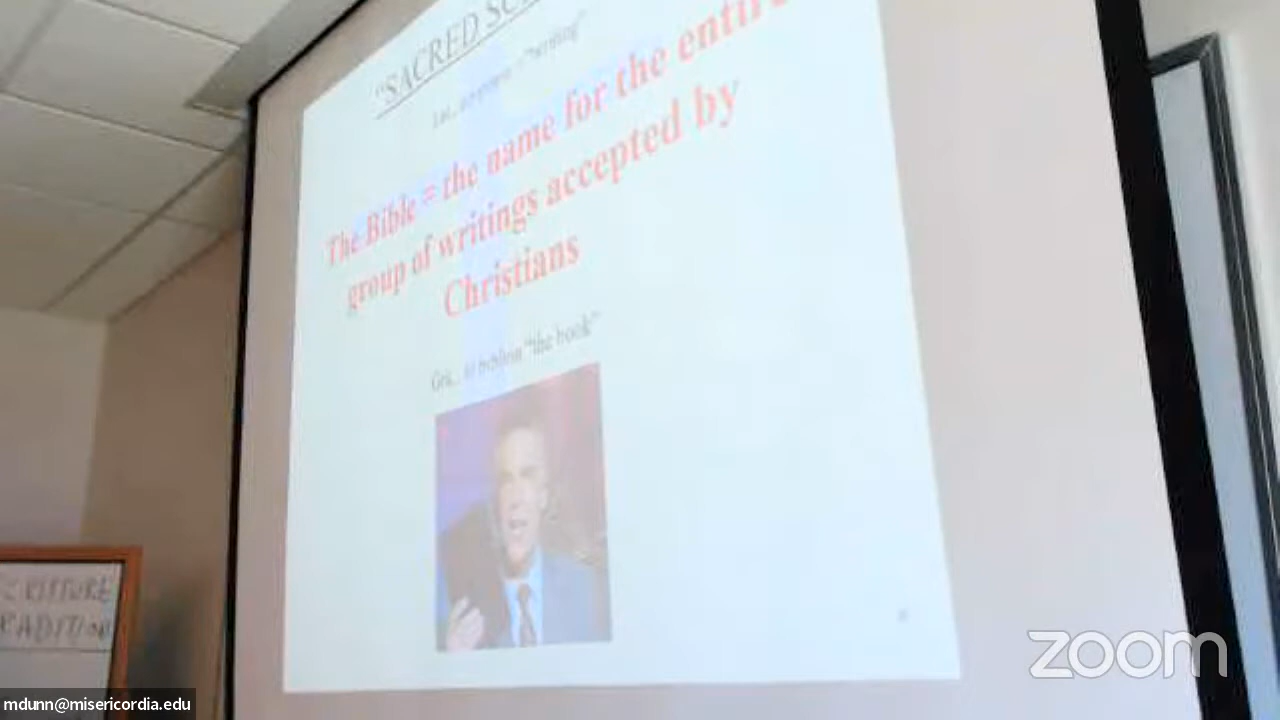 "SACRED
"writing"
The Bible = the name for the entire
group of writings accepted by
Christians
"the book"
RADITION
zoom
mdunn@misericordia.edu